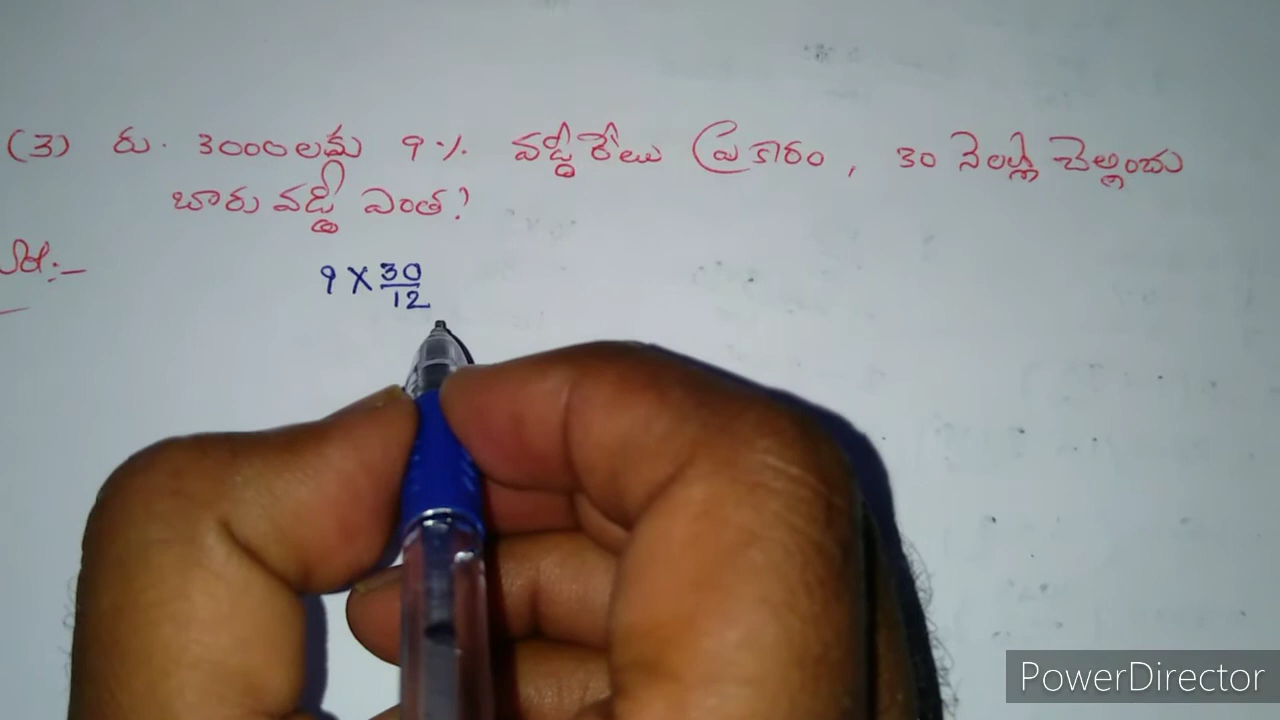 (3) రు. 3000లకు 9% వడ్డీ రేటు ప్రకారం, 30 నెలల్లో చెల్లించు
బారు వడ్డీ ఎంత?
Sol:-
9 × 30/12
PowerDirector